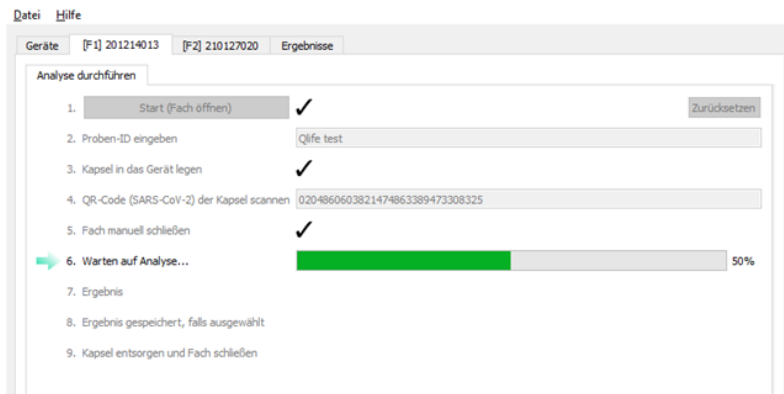 Datei Hilfe
Geräte [F1] 201214013 [F2] 210127020 Ergebnisse
Analyse durchführen
1. Start (Fach öffnen) ✓ Zurücksetzen
2. Proben-ID eingeben Qlife test
3. Kapsel in das Gerät legen ✓
4. QR-Code (SARS-CoV-2) der Kapsel scannen 0204860603821474863389473308325
5. Fach manuell schließen ✓
6. Warten auf Analyse... 50%
7. Ergebnis
8. Ergebnis gespeichert, falls ausgewählt
9. Kapsel entsorgen und Fach schließen